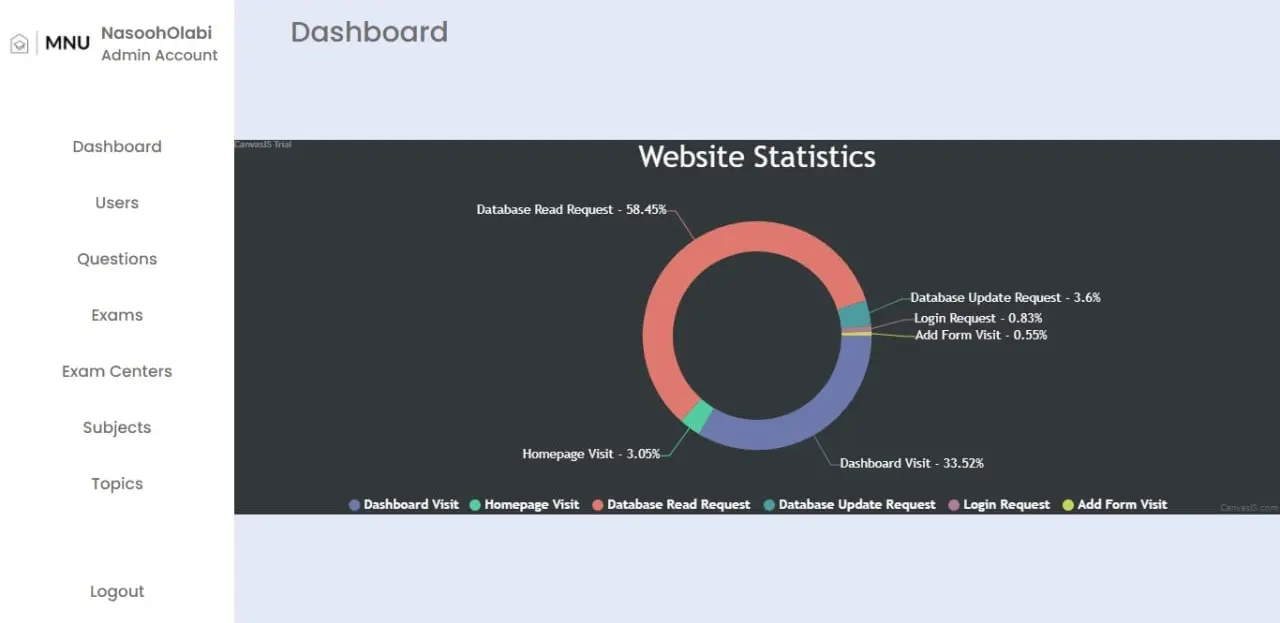 MNU
NasoohOlabi
Admin Account
Dashboard
Users
Questions
Exams
Exam Centers
Subjects
Topics
Logout
Dashboard
CanvasJS Trial
Website Statistics
Database Read Request - 58.45%
Database Update Request - 3.6%
Login Request - 0.83%
Add Form Visit - 0.55%
Homepage Visit - 3.05%
Dashboard Visit - 33.52%
Dashboard Visit Homepage Visit Database Read Request Database Update Request Login Request Add Form Visit
CanvasJS.com